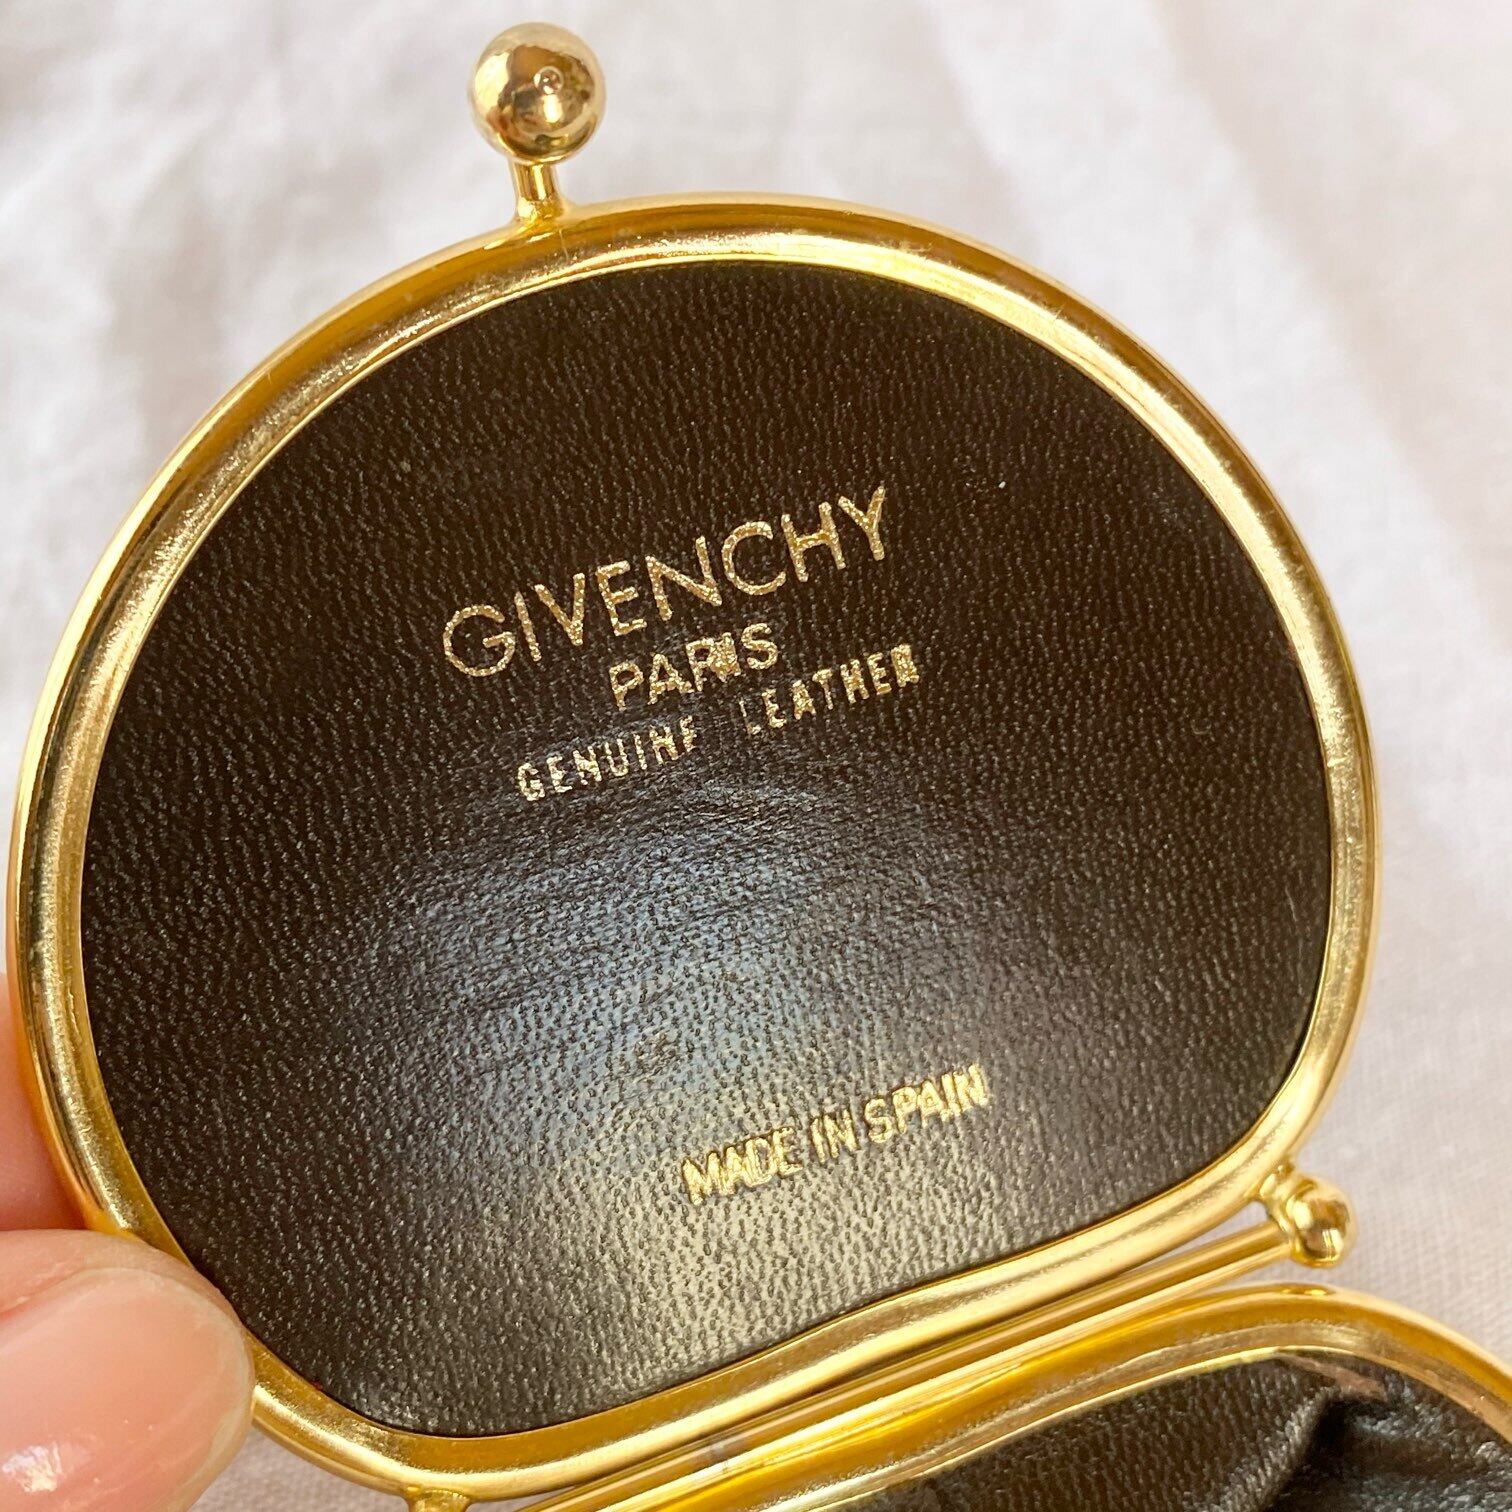 GIVENCHY
PARIS
GENUINE LEATHER
MADE IN SPAIN